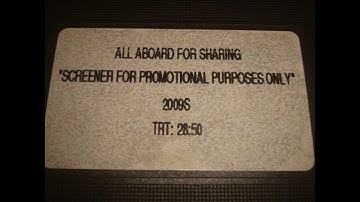 ALL ABOARD FOR SHARING
"SCREENER FOR PROMOTIONAL PURPOSES ONLY"
2009S
TRT: 28:50